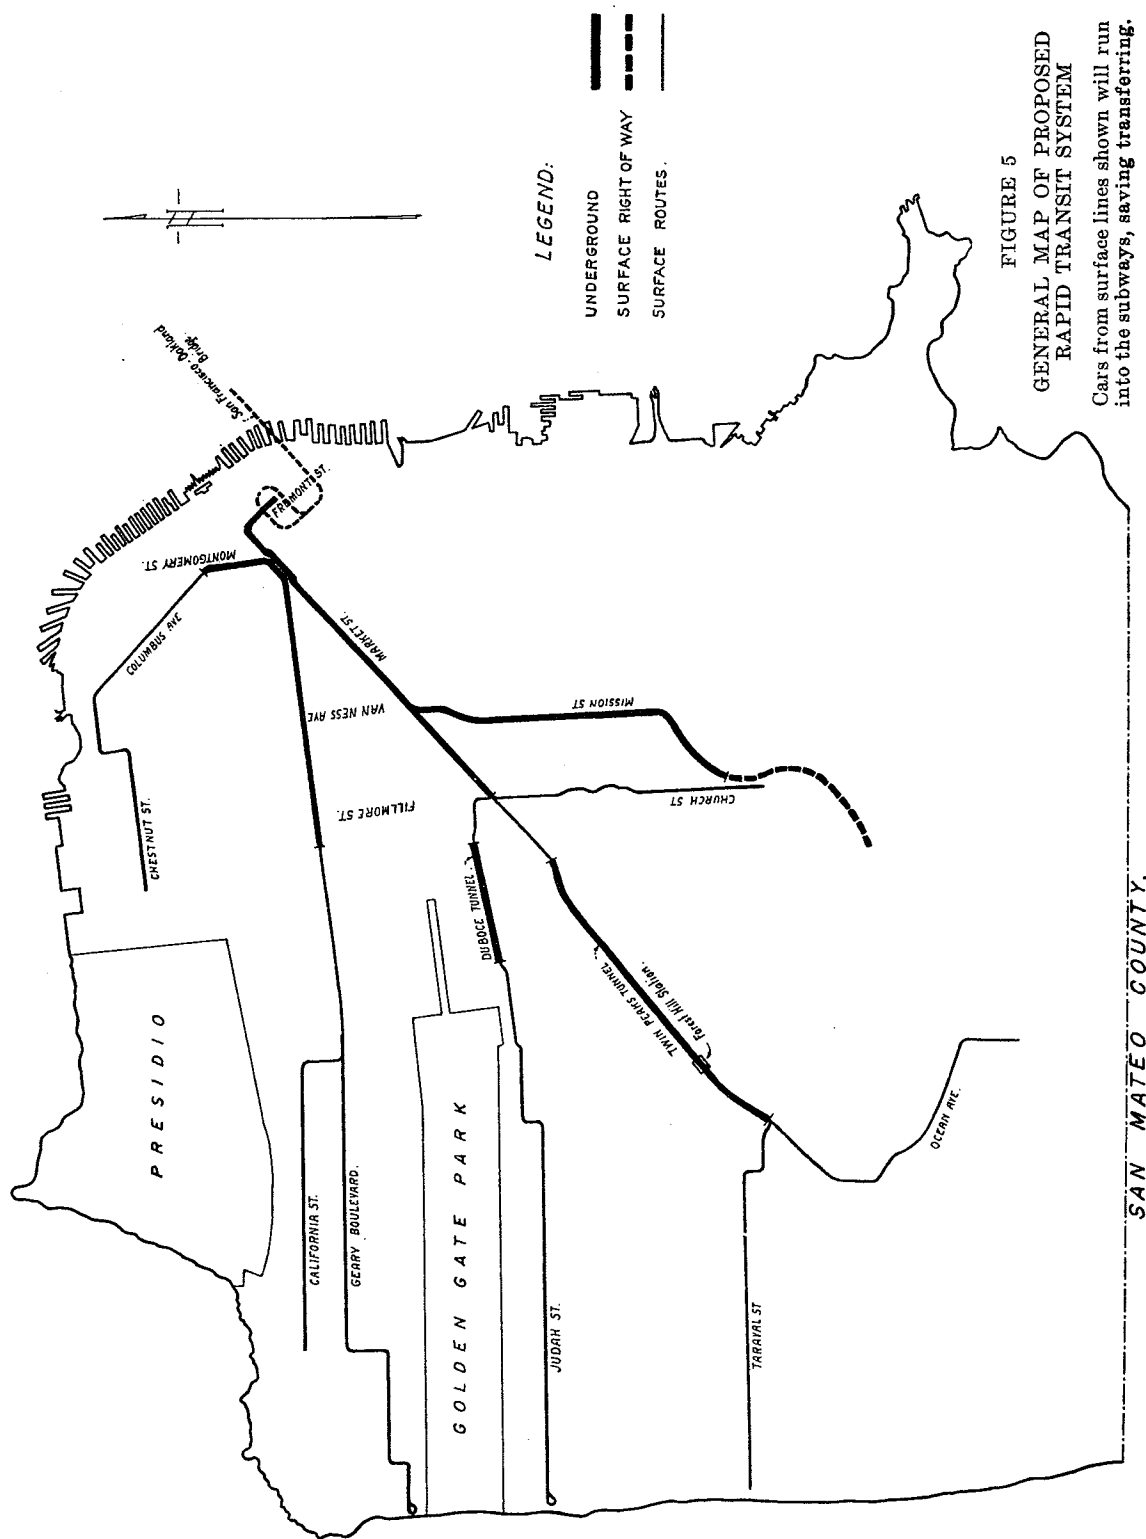 San Francisco-Oakland
Bridge.
FREMONT ST.
MONTGOMERY ST.
COLUMBUS AVE
CHESTNUT ST.
MARKET ST.
VAN NESS AVE
FILLMORE ST.
MISSION ST
CHURCH ST
DUBOCE TUNNEL.
TWIN PEAKS TUNNEL
Forest Hill Station.
PRESIDIO
CALIFORNIA ST.
GEARY BOULEVARD.
GOLDEN GATE PARK
JUDAH ST.
TARAVAL ST
OCEAN AVE.
SAN MATEO COUNTY.
LEGEND:
UNDERGROUND
SURFACE RIGHT OF WAY
SURFACE ROUTES.
FIGURE 5
GENERAL MAP OF PROPOSED
RAPID TRANSIT SYSTEM
Cars from surface lines shown will run
into the subways, saving transferring.